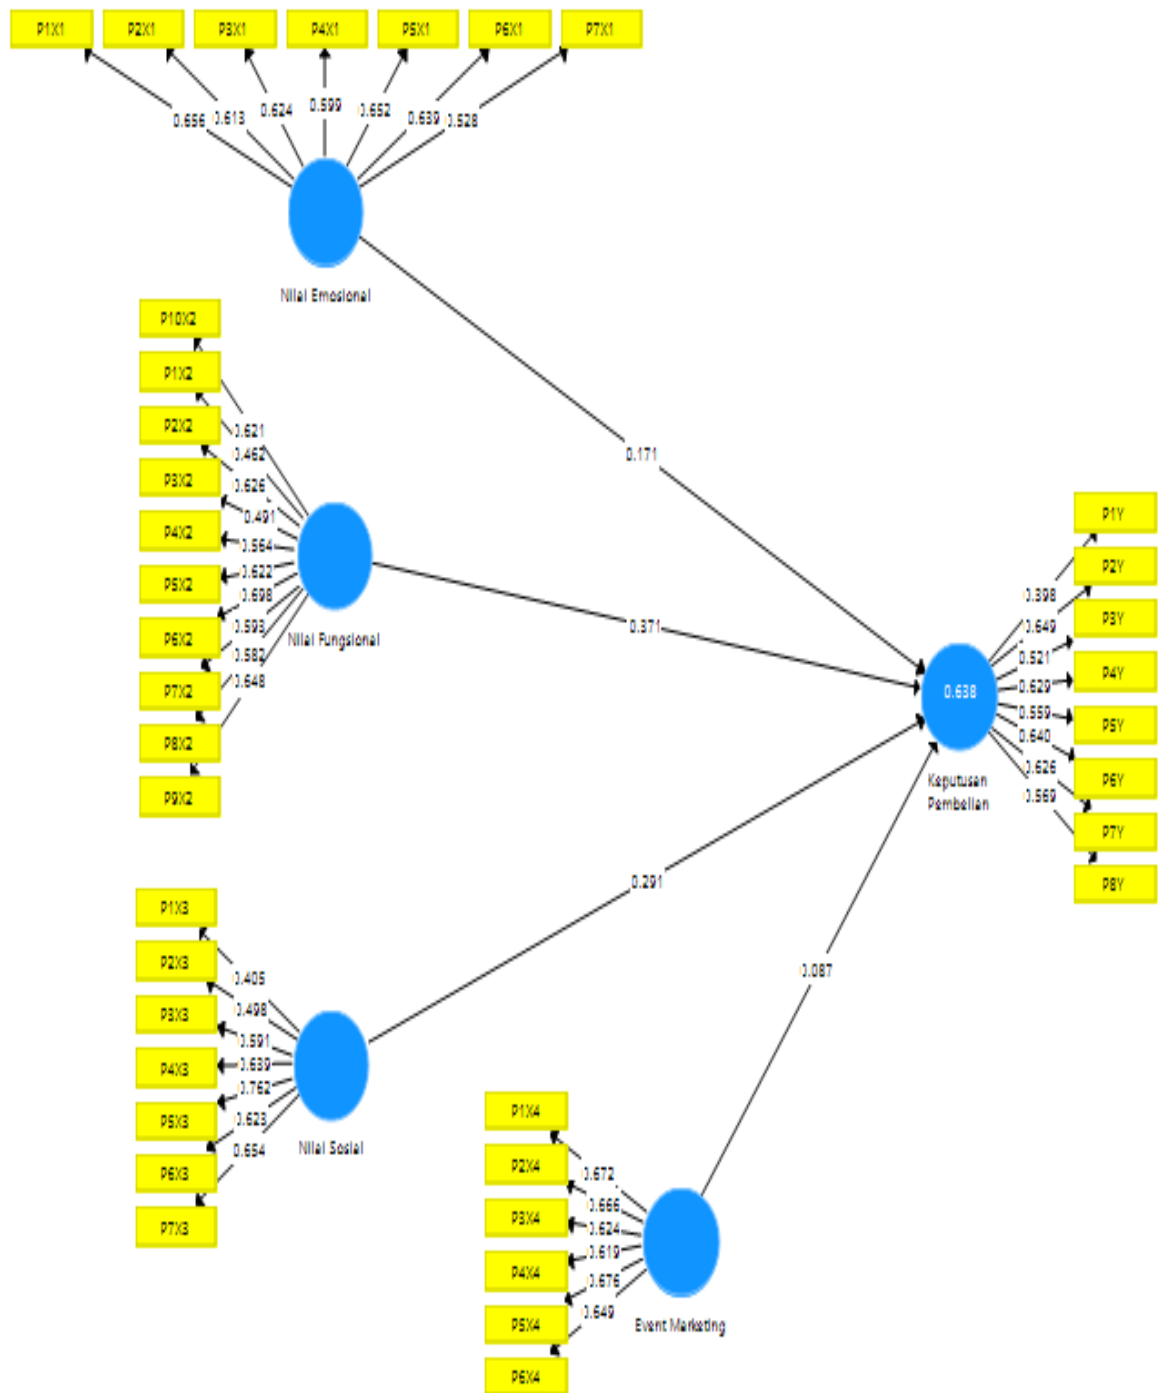 P1X1 P2X1 P3X1 P4X1 P5X1 P6X1 P7X1
0.656 0.613 0.624 0.599 0.652 0.639 0.528
Nilai Emosional
P10X2
P1X2
P2X2
P3X2
P4X2
P5X2
P6X2
P7X2
P8X2
P9X2
0.621
0.462
0.626
0.491
0.564
0.622
0.698
0.593
0.582
0.648
Nilai Fungsional
0.171
0.371
0.291
0.087
0.638
Keputusan
Pembelian
0.398
0.649
0.521
0.629
0.559
0.640
0.626
0.569
P1Y
P2Y
P3Y
P4Y
P5Y
P6Y
P7Y
P8Y
P1X3
P2X3
P3X3
P4X3
P5X3
P6X3
P7X3
0.405
0.498
0.591
0.639
0.762
0.623
0.654
Nilai Sosial
P1X4
P2X4
P3X4
P4X4
P5X4
P6X4
0.672
0.666
0.624
0.619
0.676
0.649
Event Marketing